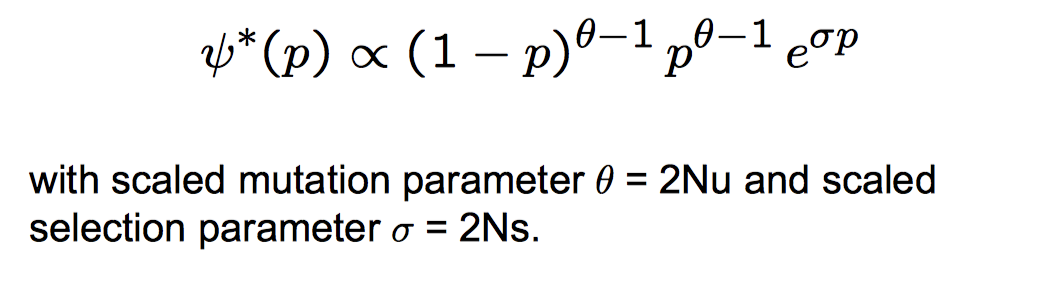 ψ*(p) ∝ (1 − p)^{θ−1} p^{θ−1} e^{σp}
with scaled mutation parameter θ = 2Nu and scaled
selection parameter σ = 2Ns.